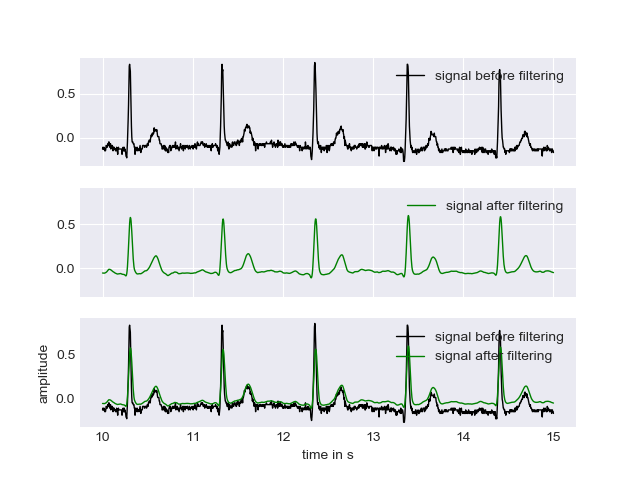 signal before filtering
0.5
0.0
signal after filtering
0.5
0.0
signal before filtering
signal after filtering
0.5
0.0
amplitude
10 11 12 13 14 15
time in s